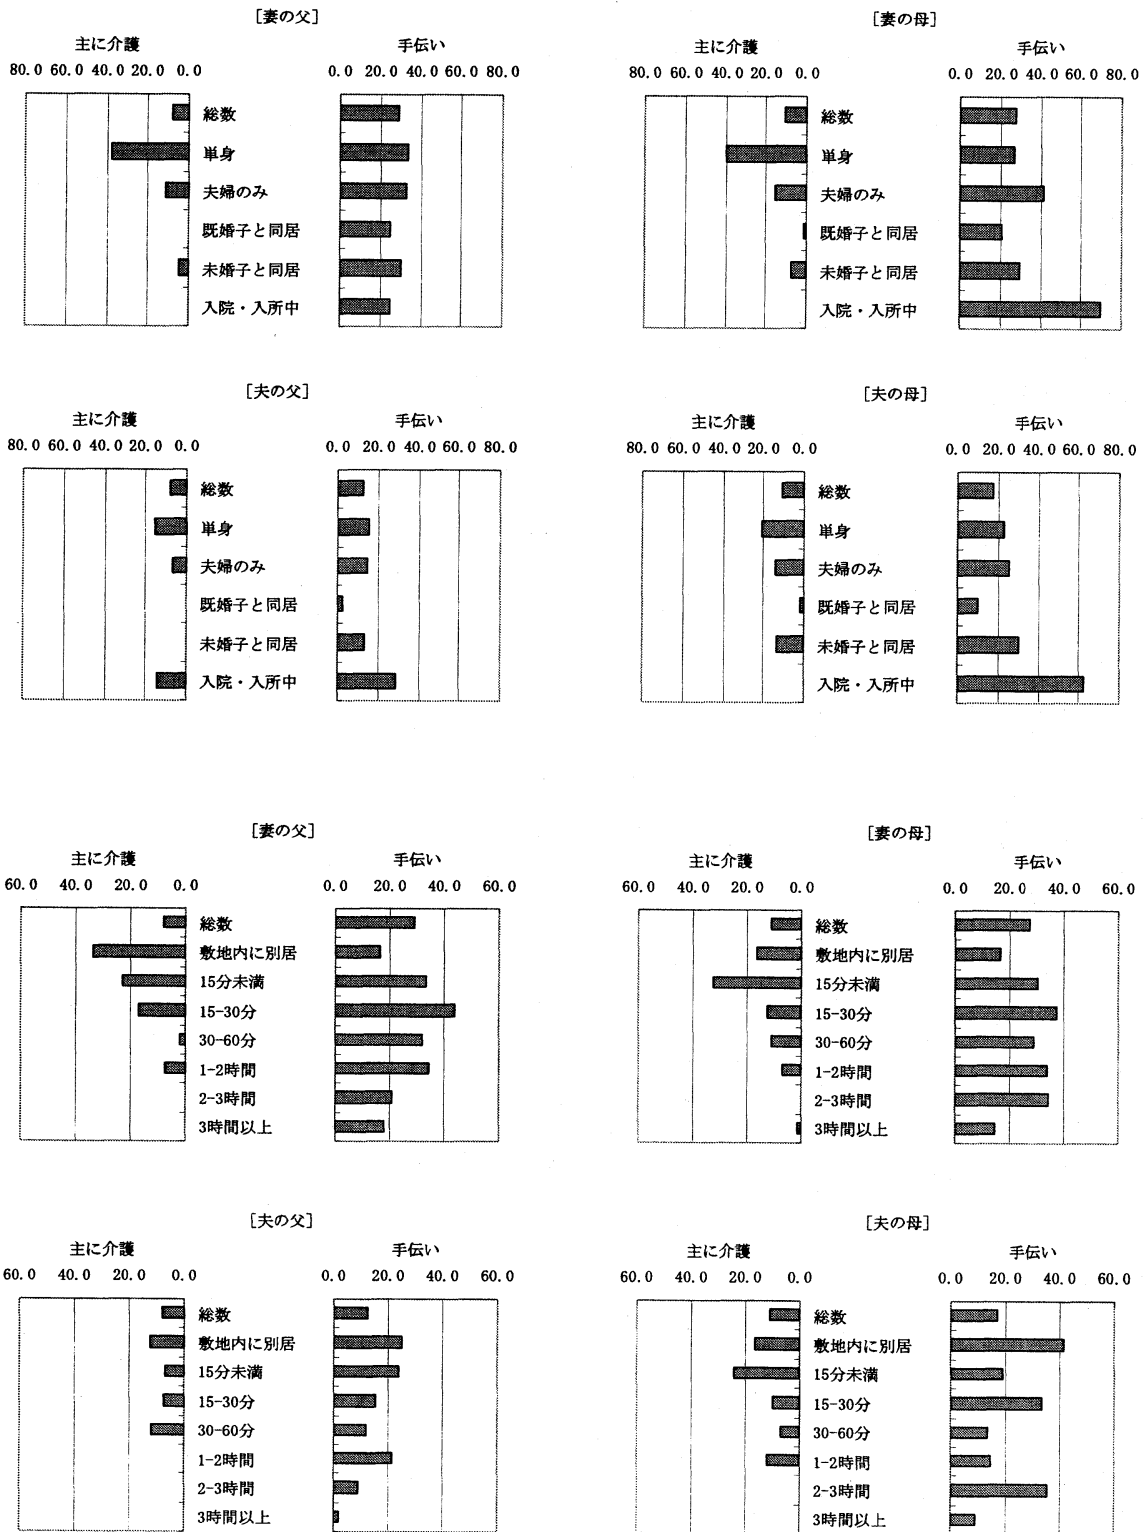 [妻の父]
主に介護 手伝い
80.0 60.0 40.0 20.0 0.0 0.0 20.0 40.0 60.0 80.0
総数
単身
夫婦のみ
既婚子と同居
未婚子と同居
入院・入所中
[妻の母]
主に介護 手伝い
80.0 60.0 40.0 20.0 0.0 0.0 20.0 40.0 60.0 80.0
総数
単身
夫婦のみ
既婚子と同居
未婚子と同居
入院・入所中
[夫の父]
主に介護 手伝い
80.0 60.0 40.0 20.0 0.0 0.0 20.0 40.0 60.0 80.0
総数
単身
夫婦のみ
既婚子と同居
未婚子と同居
入院・入所中
[夫の母]
主に介護 手伝い
80.0 60.0 40.0 20.0 0.0 0.0 20.0 40.0 60.0 80.0
総数
単身
夫婦のみ
既婚子と同居
未婚子と同居
入院・入所中
[妻の父]
主に介護 手伝い
60.0 40.0 20.0 0.0 0.0 20.0 40.0 60.0
総数
敷地内に別居
15分未満
15-30分
30-60分
1-2時間
2-3時間
3時間以上
[妻の母]
主に介護 手伝い
60.0 40.0 20.0 0.0 0.0 20.0 40.0 60.0
総数
敷地内に別居
15分未満
15-30分
30-60分
1-2時間
2-3時間
3時間以上
[夫の父]
主に介護 手伝い
60.0 40.0 20.0 0.0 0.0 20.0 40.0 60.0
総数
敷地内に別居
15分未満
15-30分
30-60分
1-2時間
2-3時間
3時間以上
[夫の母]
主に介護 手伝い
60.0 40.0 20.0 0.0 0.0 20.0 40.0 60.0
総数
敷地内に別居
15分未満
15-30分
30-60分
1-2時間
2-3時間
3時間以上